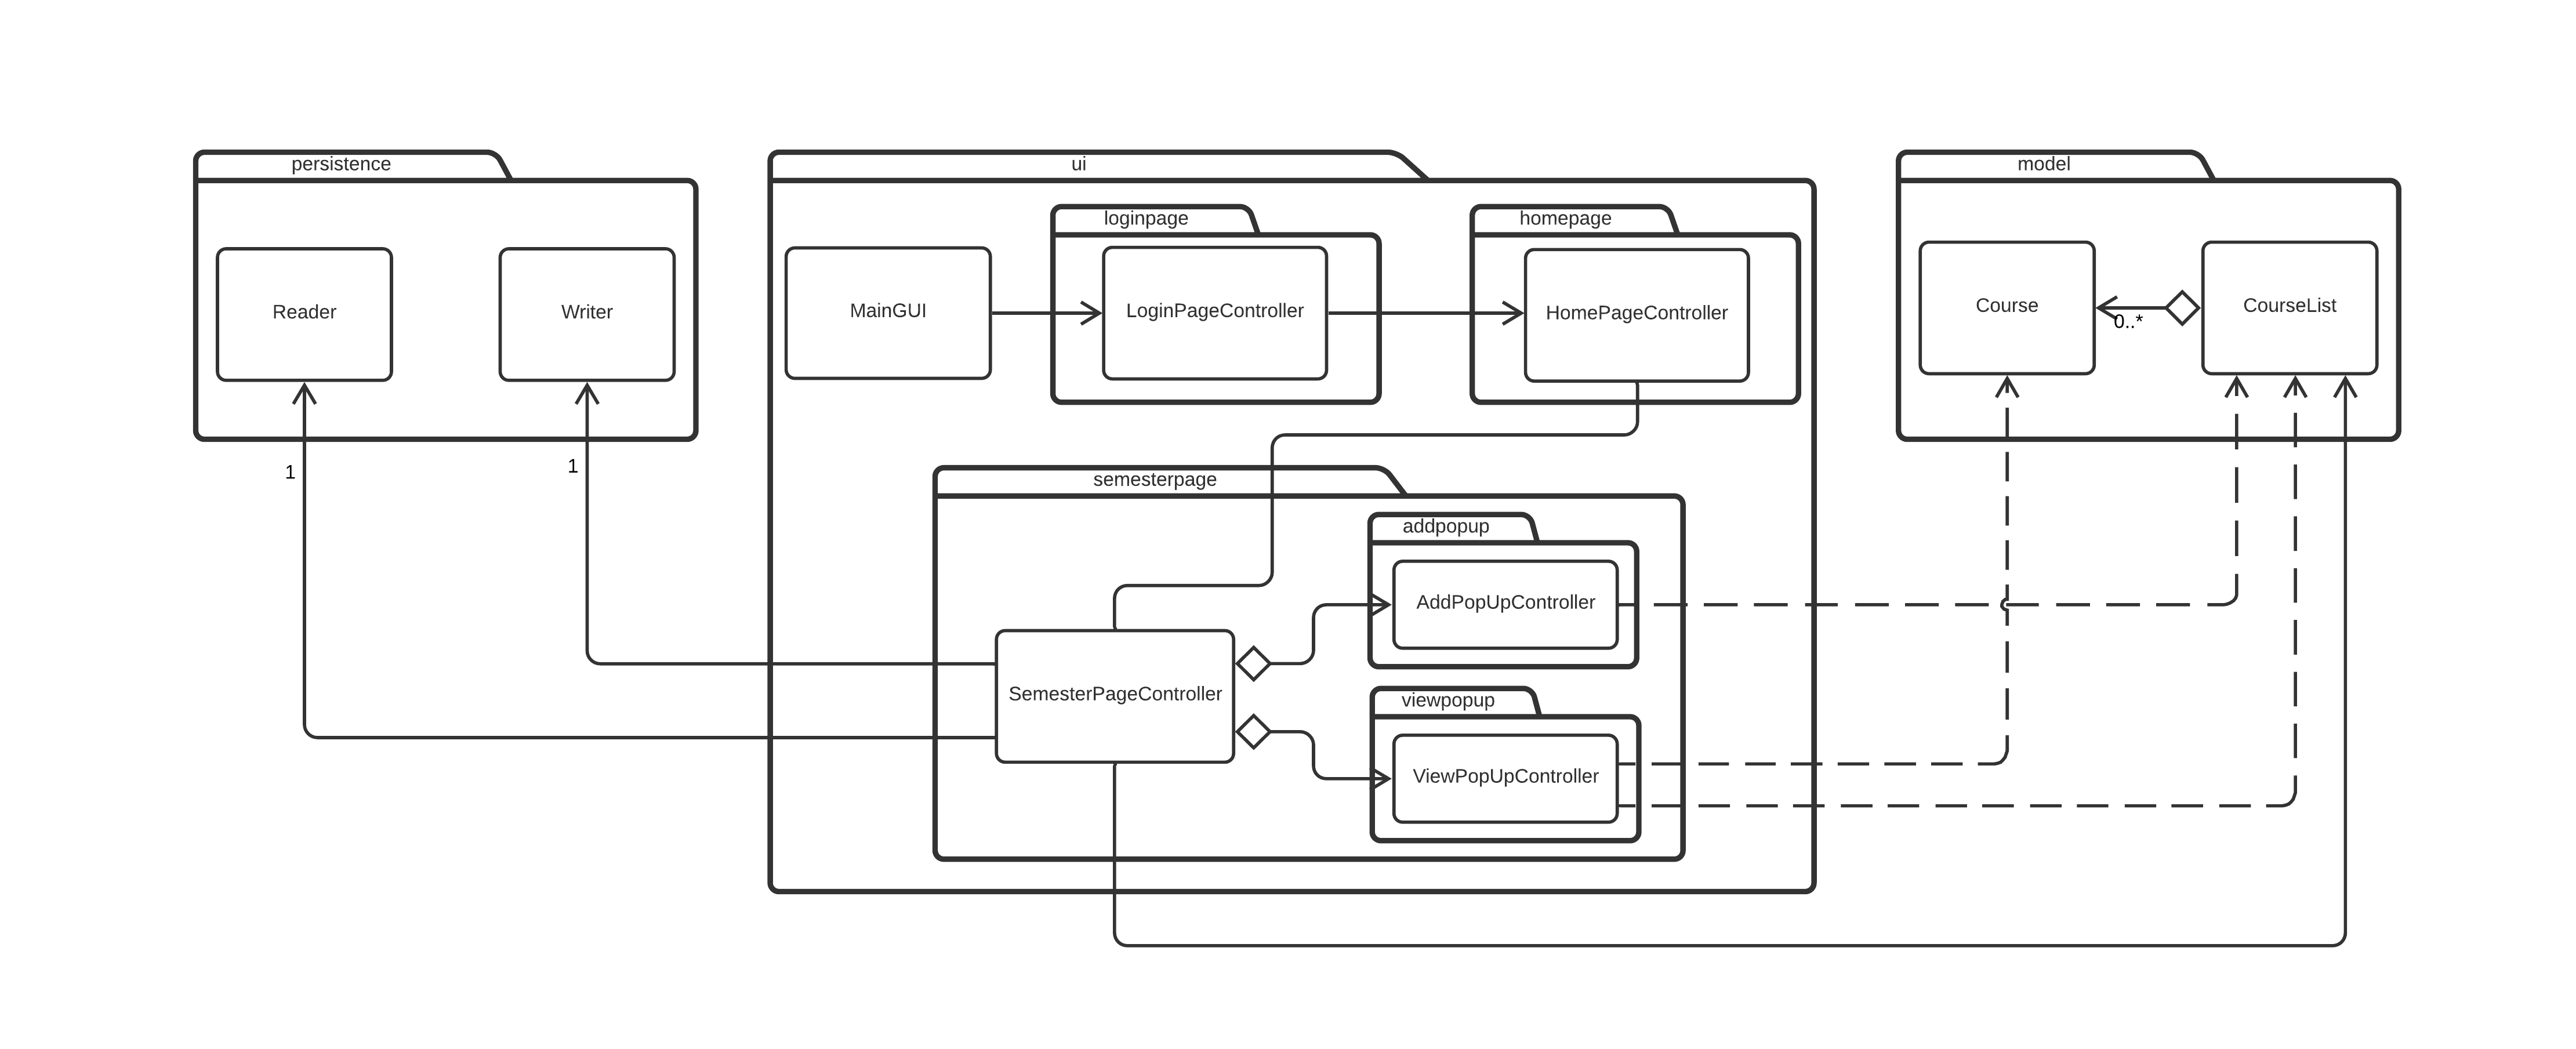 persistence
ui
model
loginpage
homepage
Reader
Writer
MainGUI
LoginPageController
HomePageController
Course
CourseList
0..*
1
1
semesterpage
addpopup
AddPopUpController
SemesterPageController
viewpopup
ViewPopUpController